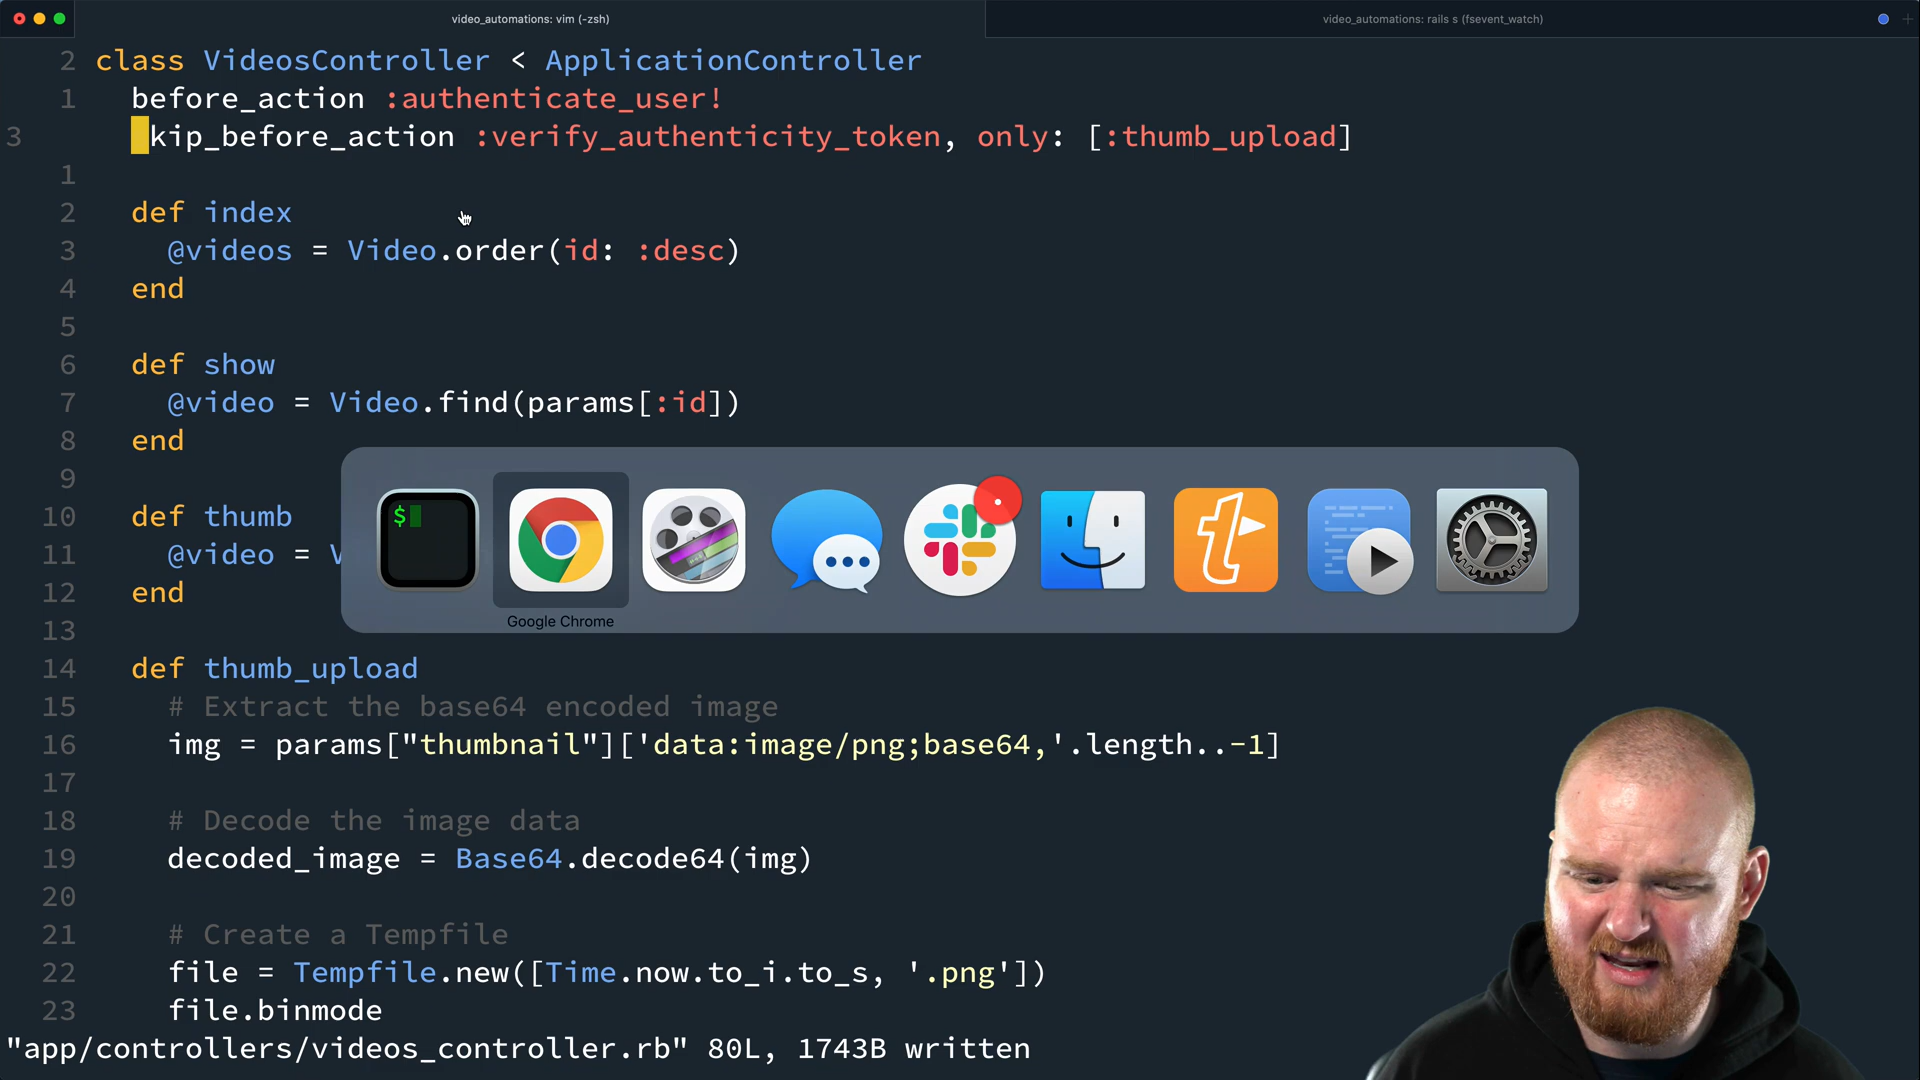 video_automations: vim (-zsh)
video_automations: rails s (fsevent_watch)
2 class VideosController < ApplicationController
1 before_action :authenticate_user!
3 kip_before_action :verify_authenticity_token, only: [:thumb_upload]
1
2 def index
3 @videos = Video.order(id: :desc)
4 end
5
6 def show
7 @video = Video.find(params[:id])
8 end
9
10 def thumb
11 @video = V
12 end
13
14 def thumb_upload
15 # Extract the base64 encoded image
16 img = params["thumbnail"]['data:image/png;base64,'.length..-1]
17
18 # Decode the image data
19 decoded_image = Base64.decode64(img)
20
21 # Create a Tempfile
22 file = Tempfile.new([Time.now.to_i.to_s, '.png'])
23 file.binmode
"app/controllers/videos_controller.rb" 80L, 1743B written
$
t
Google Chrome